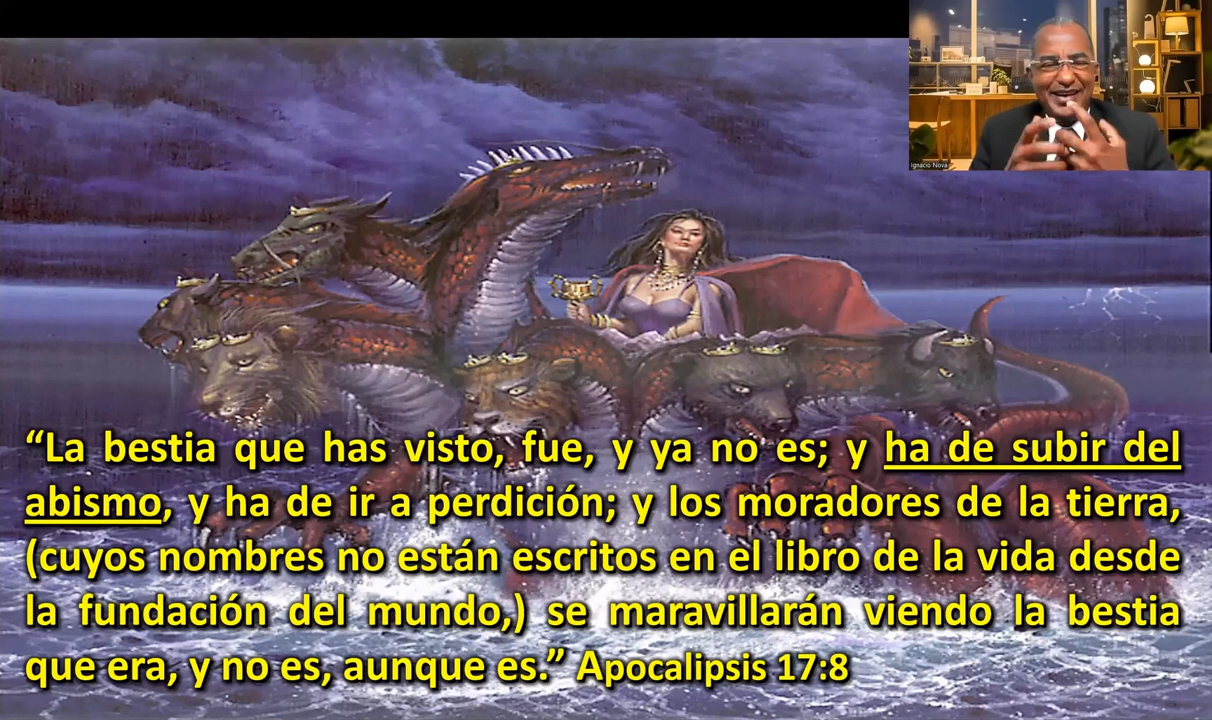 Ignacio Nova
“La bestia que has visto, fue, y ya no es; y ha de subir del
abismo, y ha de ir a perdición; y los moradores de la tierra,
(cuyos nombres no están escritos en el libro de la vida desde
la fundación del mundo,) se maravillarán viendo la bestia
que era, y no es, aunque es.” Apocalipsis 17:8